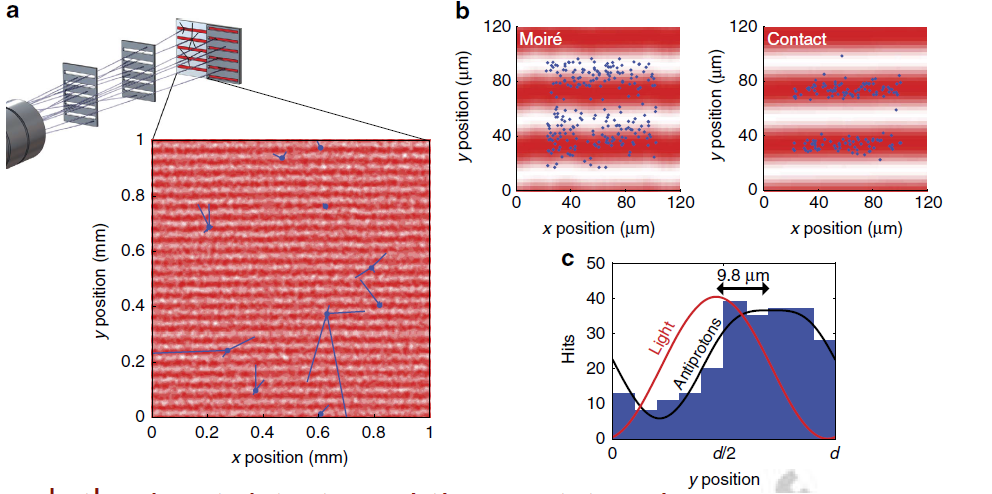 a
1
0.8
0.6
0.4
0.2
0
y position (mm)
0 0.2 0.4 0.6 0.8 1
x position (mm)
b
120
80
40
0
y position (μm)
Moiré
0 40 80 120
x position (μm)
120
80
40
0
y position (μm)
Contact
0 40 80 120
x position (μm)
c
50
40
30
20
10
0
Hits
9.8 μm
Light
Antiprotons
0 d/2 d
y position